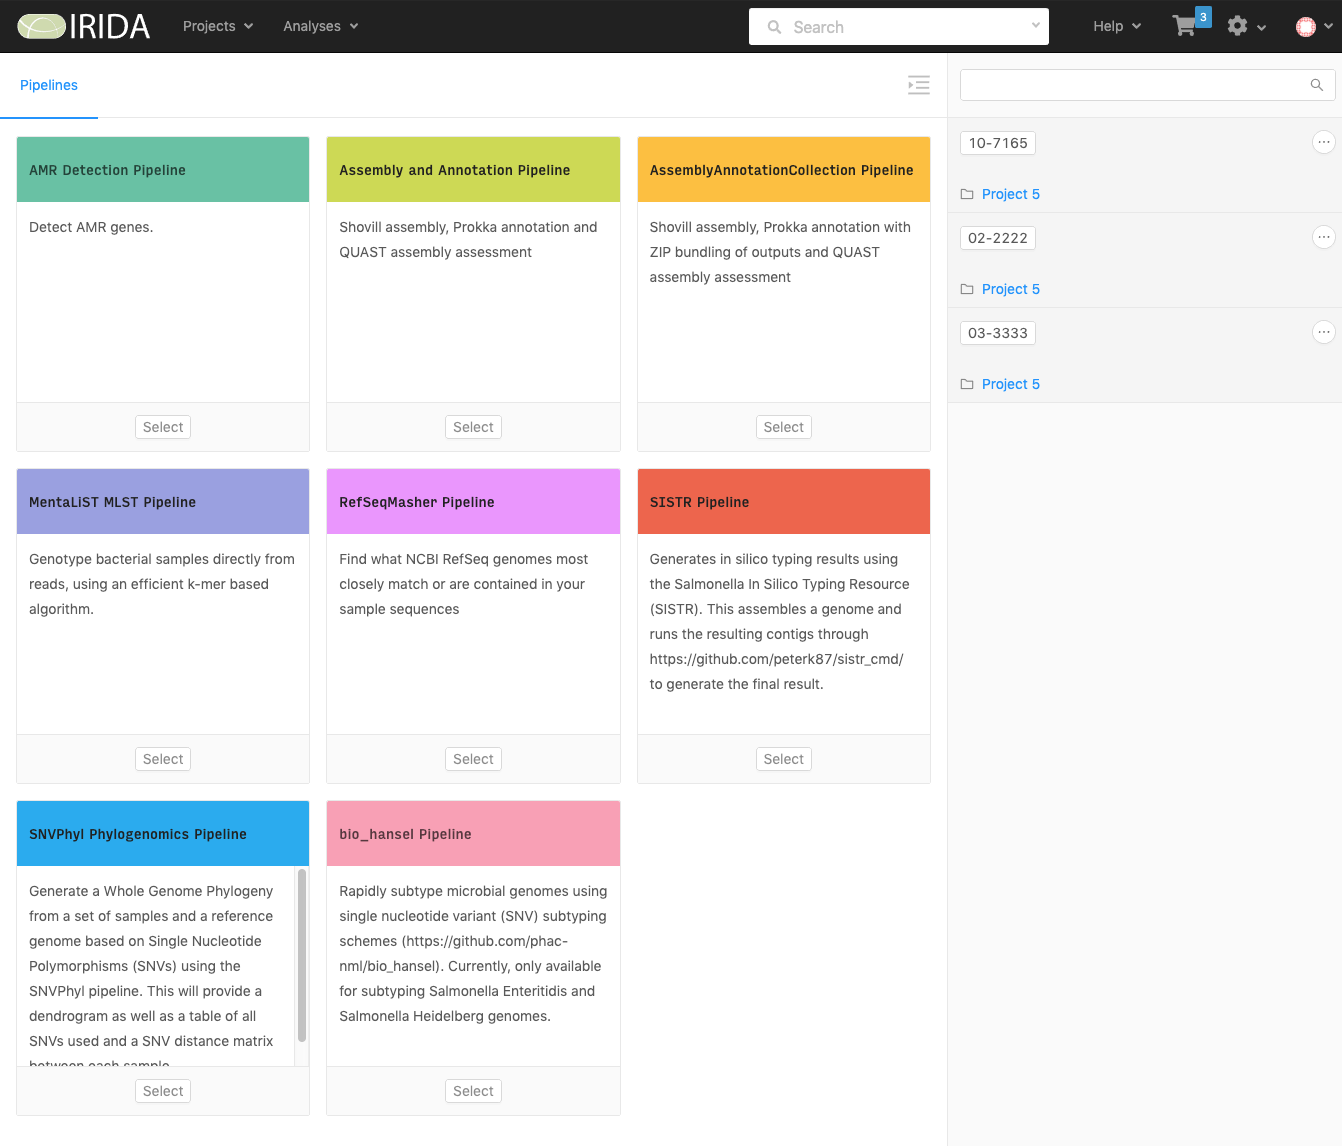 IRIDA
Projects
Analyses
Search
Help
3
Pipelines
AMR Detection Pipeline
Detect AMR genes.
Select
Assembly and Annotation Pipeline
Shovill assembly, Prokka annotation and
QUAST assembly assessment
Select
AssemblyAnnotationCollection Pipeline
Shovill assembly, Prokka annotation with
ZIP bundling of outputs and QUAST
assembly assessment
Select
MentaLiST MLST Pipeline
Genotype bacterial samples directly from
reads, using an efficient k-mer based
algorithm.
Select
RefSeqMasher Pipeline
Find what NCBI RefSeq genomes most
closely match or are contained in your
sample sequences
Select
SISTR Pipeline
Generates in silico typing results using
the Salmonella In Silico Typing Resource
(SISTR). This assembles a genome and
runs the resulting contigs through
https://github.com/peterk87/sistr_cmd/
to generate the final result.
Select
SNVPhyl Phylogenomics Pipeline
Generate a Whole Genome Phylogeny
from a set of samples and a reference
genome based on Single Nucleotide
Polymorphisms (SNVs) using the
SNVPhyl pipeline. This will provide a
dendrogram as well as a table of all
SNVs used and a SNV distance matrix
between each sample
Select
bio_hansel Pipeline
Rapidly subtype microbial genomes using
single nucleotide variant (SNV) subtyping
schemes (https://github.com/phac-
nml/bio_hansel). Currently, only available
for subtyping Salmonella Enteritidis and
Salmonella Heidelberg genomes.
Select
10-7165
Project 5
02-2222
Project 5
03-3333
Project 5